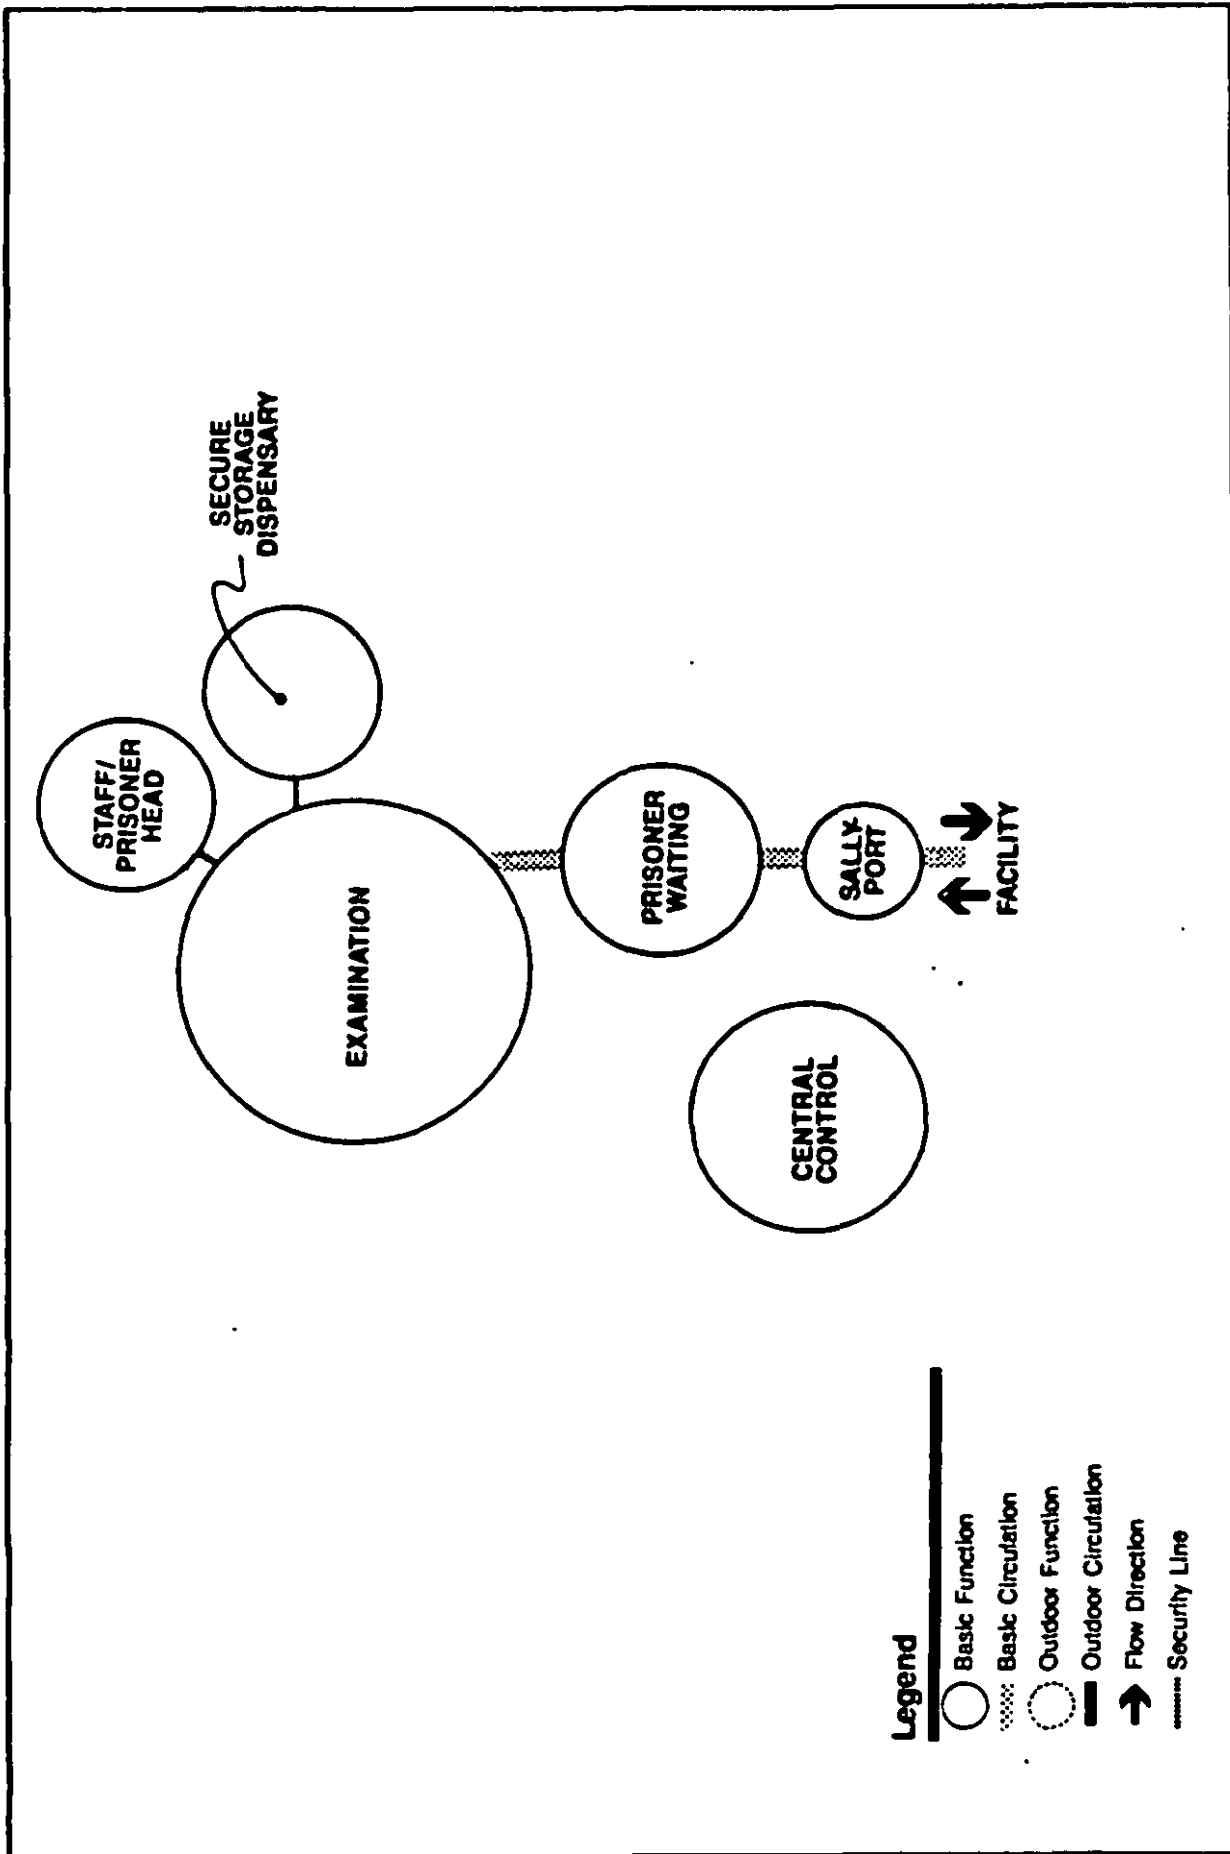 STAFF/
PRISONER
HEAD
SECURE
STORAGE
DISPENSARY
EXAMINATION
PRISONER
WAITING
CENTRAL
CONTROL
SALLY-
PORT
FACILITY
Legend
Basic Function
Basic Circulation
Outdoor Function
Outdoor Circulation
Flow Direction
Security Line